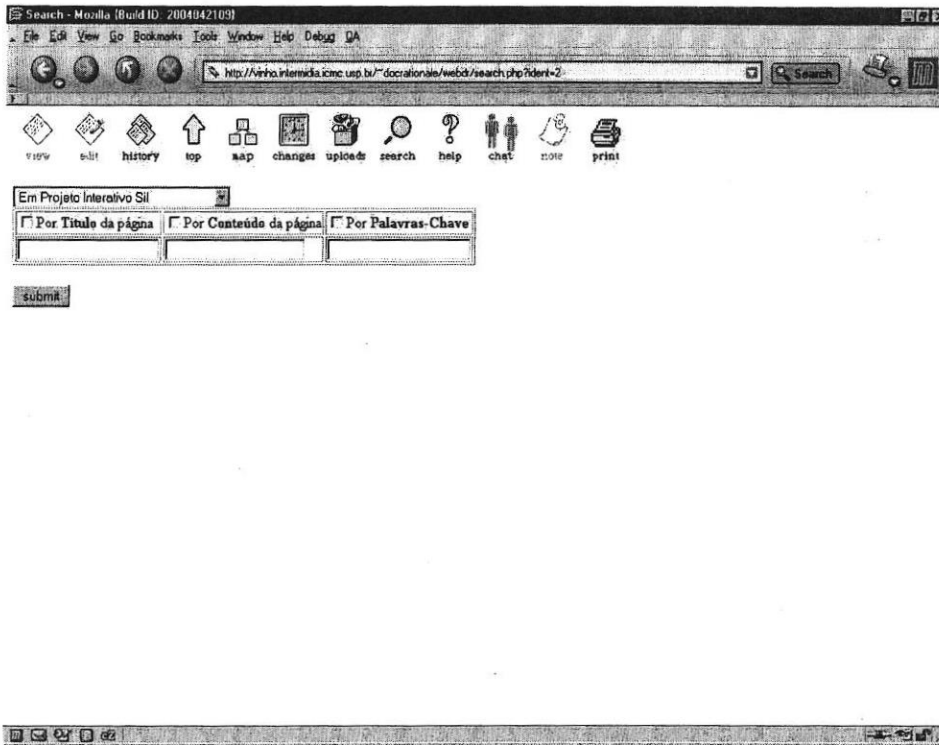 Search - Mozilla {Build ID: 2004042109}
File Edit View Go Bookmarks Tools Window Help Debug QA
http://vinho.intermidia.icmc.usp.br/~docrationale/webdr/search.php?ident=2
Search
view edit history top map changes uploads search help chat note print
Em Projeto Interativo Sil
Por Titulo da página Por Conteúdo da página Por Palavras-Chave
submit